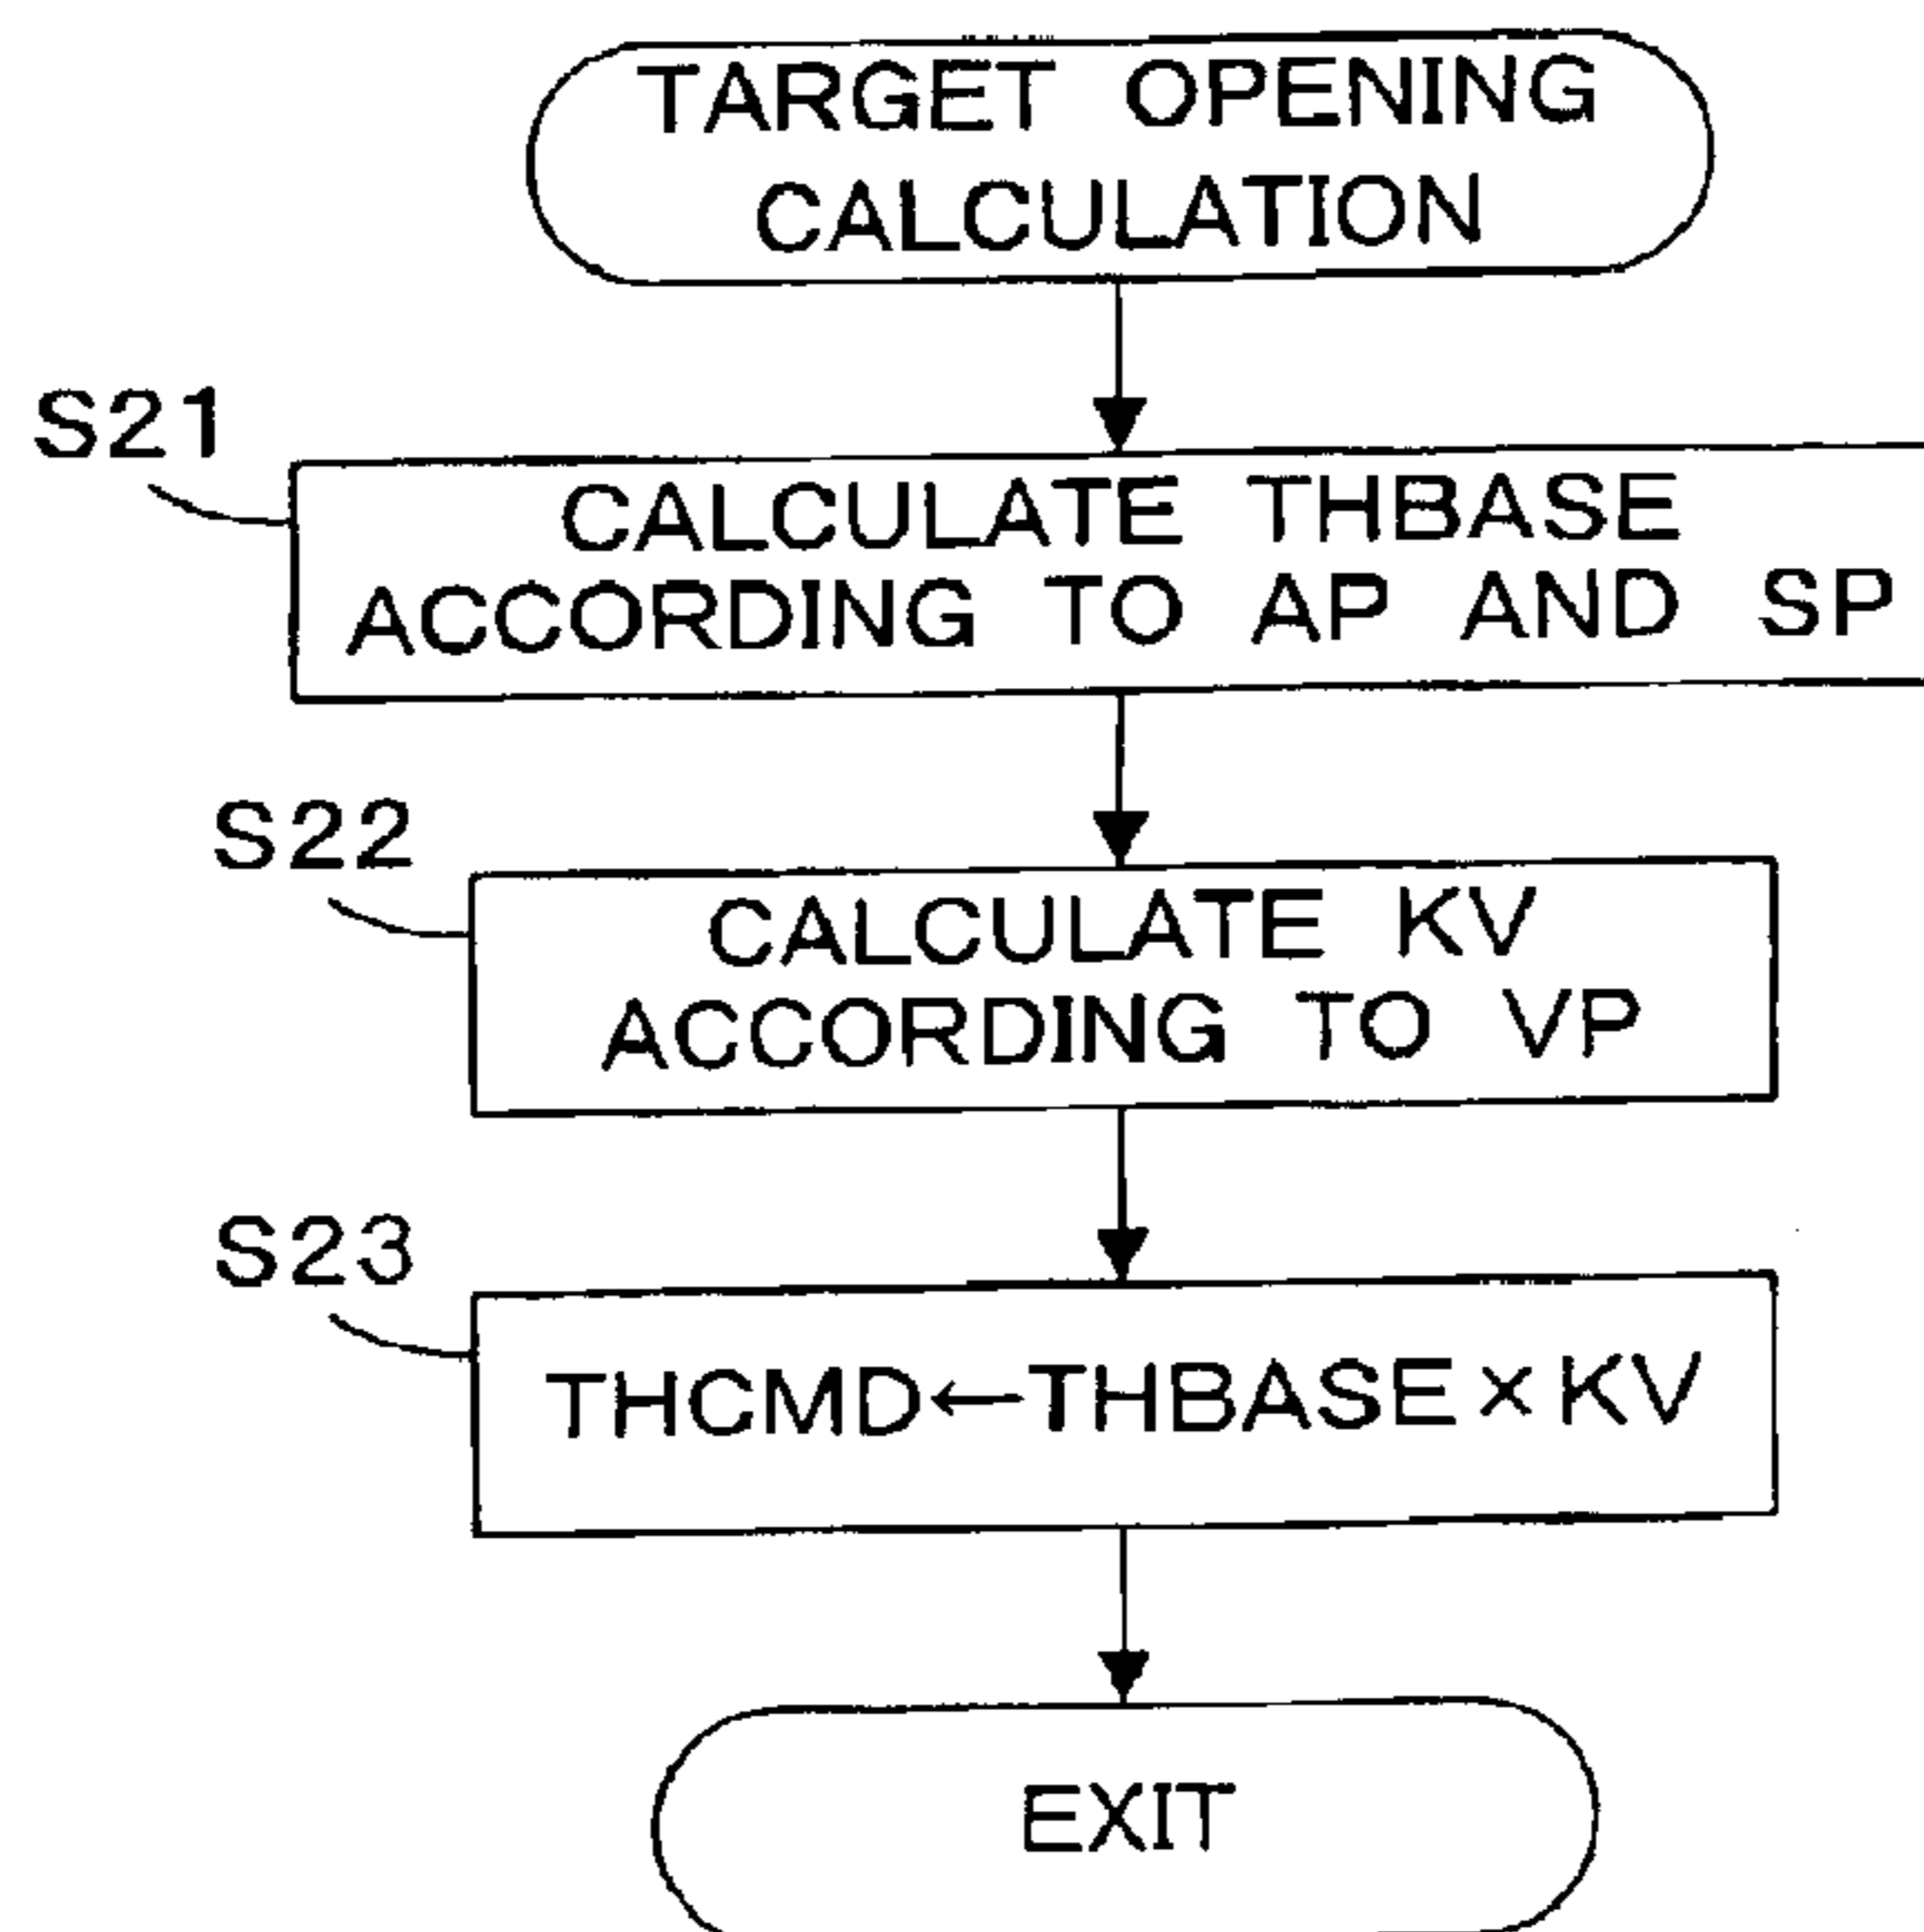 TARGET OPENING
CALCULATION
S21
CALCULATE THBASE
ACCORDING TO AP AND SP
S22
CALCULATE KV
ACCORDING TO VP
S23
THCMD←THBASE×KV
EXIT